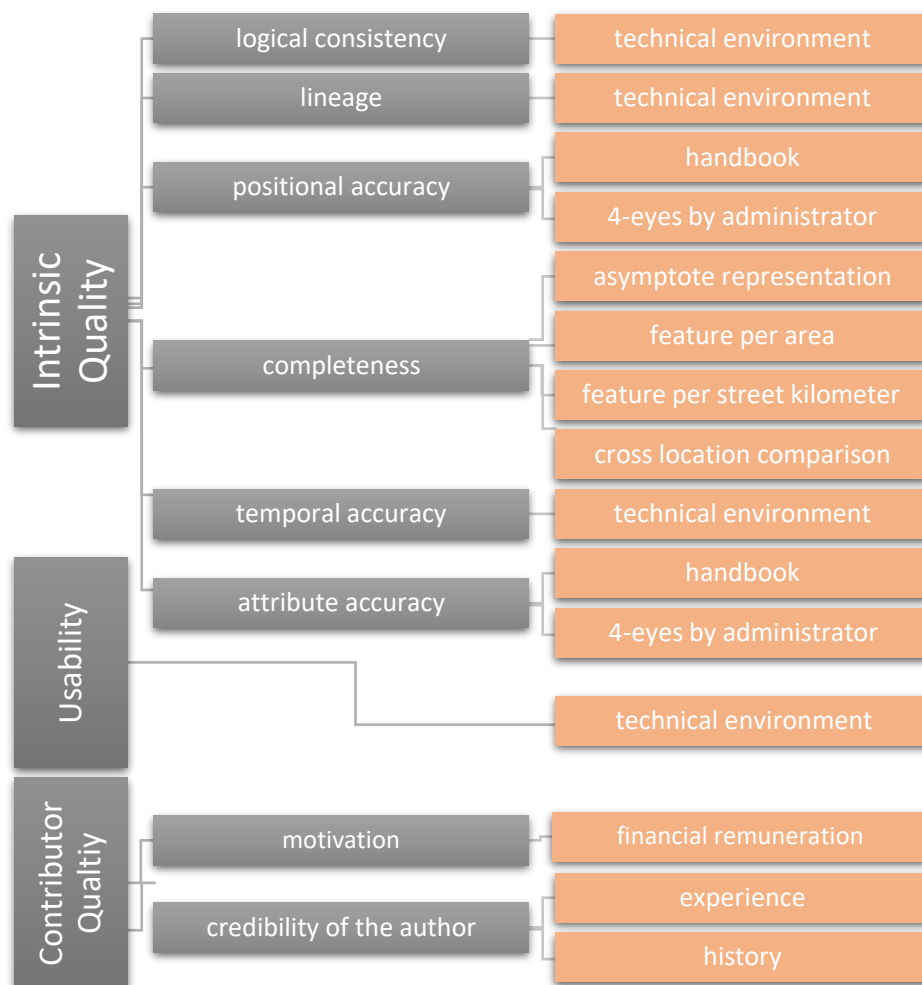 Intrinsic
Quality
logical consistency
technical environment
lineage
technical environment
positional accuracy
handbook
4-eyes by administrator
completeness
asymptote representation
feature per area
feature per street kilometer
cross location comparison
temporal accuracy
technical environment
attribute accuracy
handbook
4-eyes by administrator
Usability
technical environment
Contributor
Qualtiy
motivation
financial remuneration
credibility of the author
experience
history